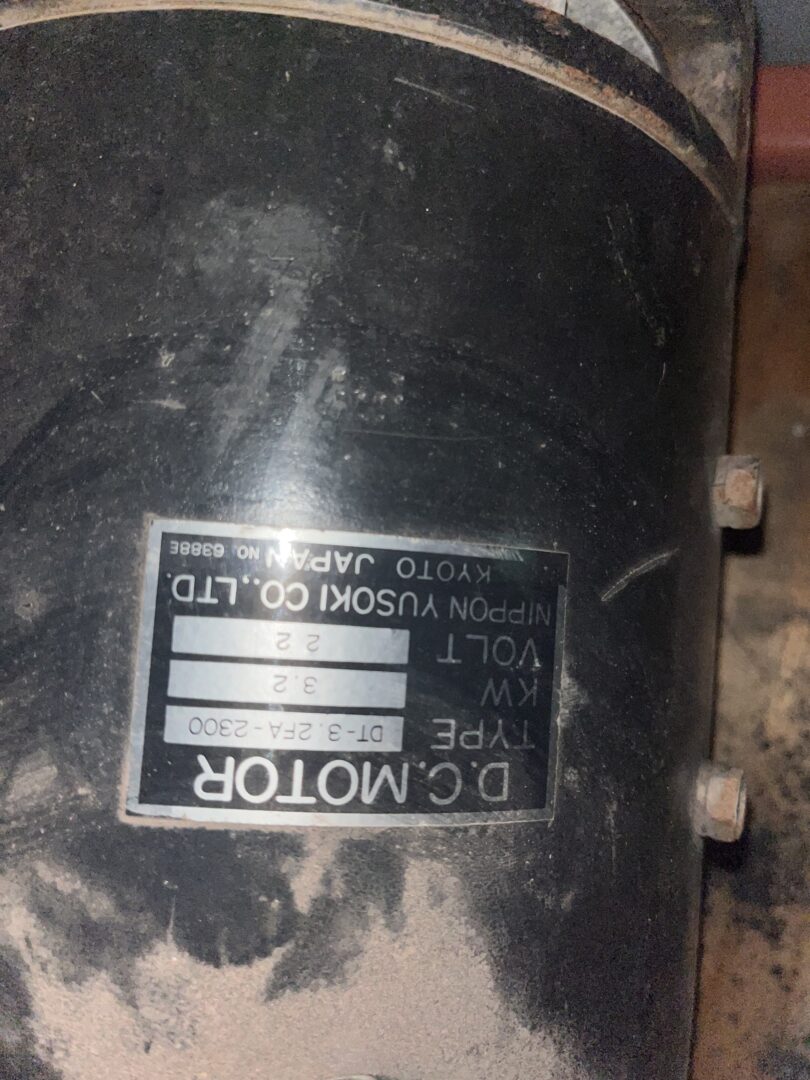 D.C.MOTOR
TYPE DT-3.2FA-2300
KW 3.2
VOLT 22
NIPPON YUSOKI CO.,LTD.
KYOTO JAPAN NO. 6388E